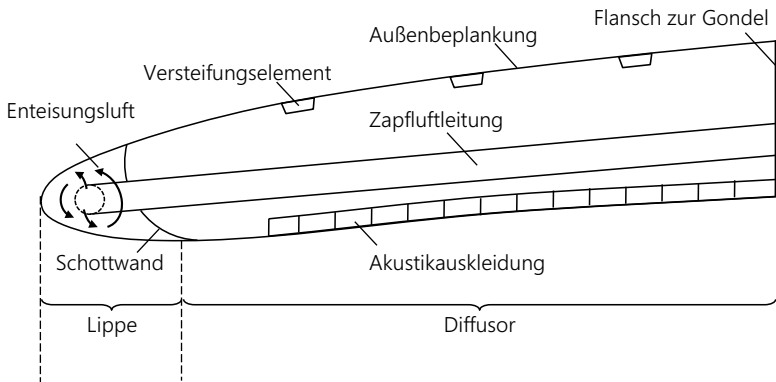 Flansch zur Gondel
Außenbeplankung
Versteifungselement
Enteisungsluft
Zapfluftleitung
Schottwand
Akustikauskleidung
Lippe
Diffusor